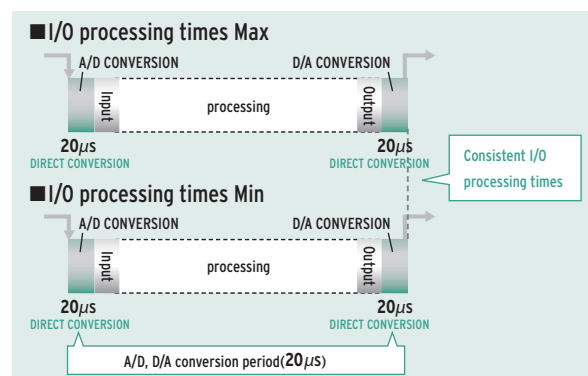 ■I/O processing times Max
A/D CONVERSION
D/A CONVERSION
Input
processing
Output
20μs
DIRECT CONVERSION
20μs
DIRECT CONVERSION
Consistent I/O
processing times
■I/O processing times Min
A/D CONVERSION
D/A CONVERSION
Input
processing
Output
20μs
DIRECT CONVERSION
20μs
DIRECT CONVERSION
A/D, D/A conversion period(20μs)